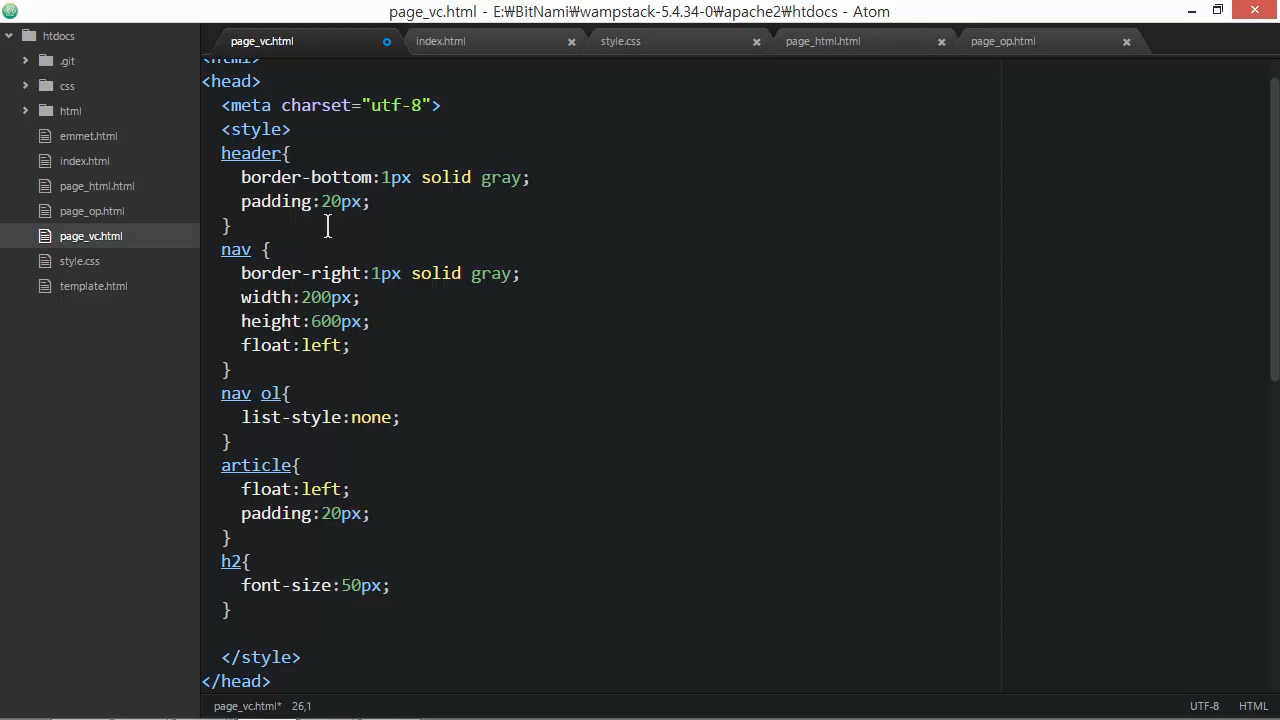 page_vc.html - E:₩BitNami₩wampstack-5.4.34-0₩apache2₩htdocs - Atom
htdocs
.git
css
html
emmet.html
index.html
page_html.html
page_op.html
page_vc.html
style.css
template.html
page_vc.html index.html style.css page_html.html page_op.html
<html>
<head>
<meta charset="utf-8">
<style>
header{
border-bottom:1px solid gray;
padding:20px;
}
nav {
border-right:1px solid gray;
width:200px;
height:600px;
float:left;
}
nav ol{
list-style:none;
}
article{
float:left;
padding:20px;
}
h2{
font-size:50px;
}
</style>
</head>
page_vc.html* 26,1 UTF-8 HTML